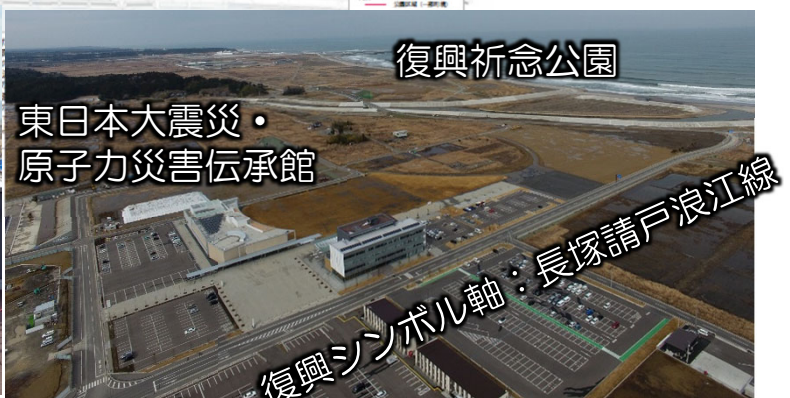 復興祈念公園
東日本大震災・
原子力災害伝承館
復興シンボル軸：長塚請戸浪江線